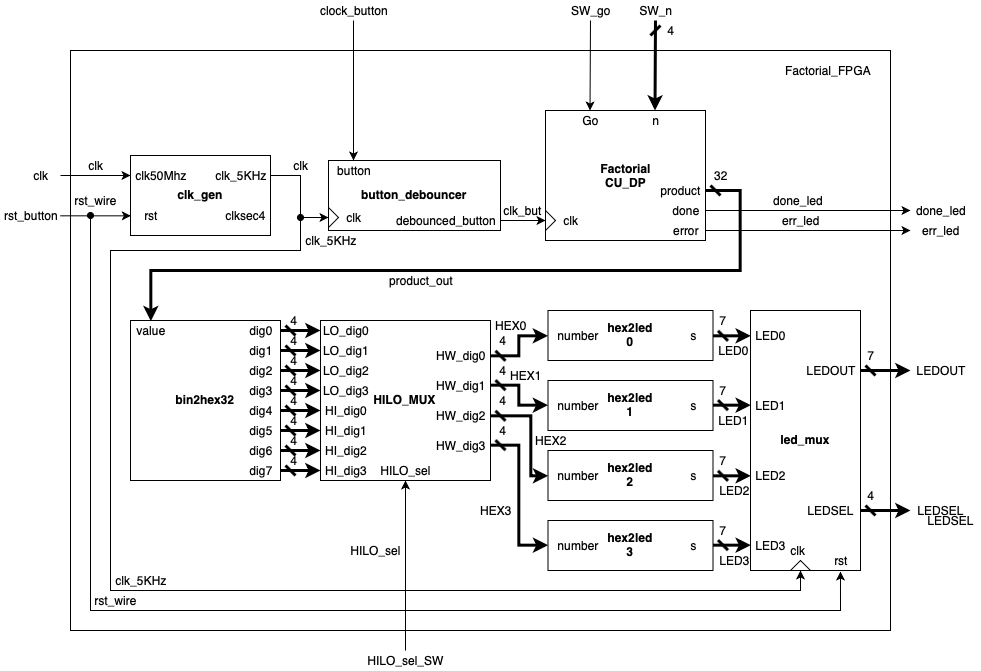 clock_button
SW_go
SW_n
4
Factorial_FPGA
clk
clk
rst_wire
rst_button
clk50Mhz
clk_5KHz
clk_gen
rst
clksec4
clk
clk_5KHz
button
button_debouncer
clk
debounced_button
clk_but
Go
n
Factorial
CU_DP
clk
product
done
error
32
done_led
err_led
done_led
err_led
product_out
value
bin2hex32
dig0
dig1
dig2
dig3
dig4
dig5
dig6
dig7
4
4
4
4
4
4
4
4
LO_dig0
LO_dig1
LO_dig2
LO_dig3
HI_dig0
HI_dig1
HI_dig2
HI_dig3
HILO_MUX
HILO_sel
HW_dig0
HW_dig1
HW_dig2
HW_dig3
HEX0
4
4
HEX1
4
HEX2
4
HEX3
number
hex2led
0
s
7
LED0
number
hex2led
1
s
7
LED1
number
hex2led
2
s
7
LED2
number
hex2led
3
s
7
LED3
LED0
LED1
LED2
LED3
led_mux
LEDOUT
LEDSEL
clk
rst
7
LEDOUT
4
LEDSEL
LEDSEL
HILO_sel
clk_5KHz
rst_wire
HILO_sel_SW